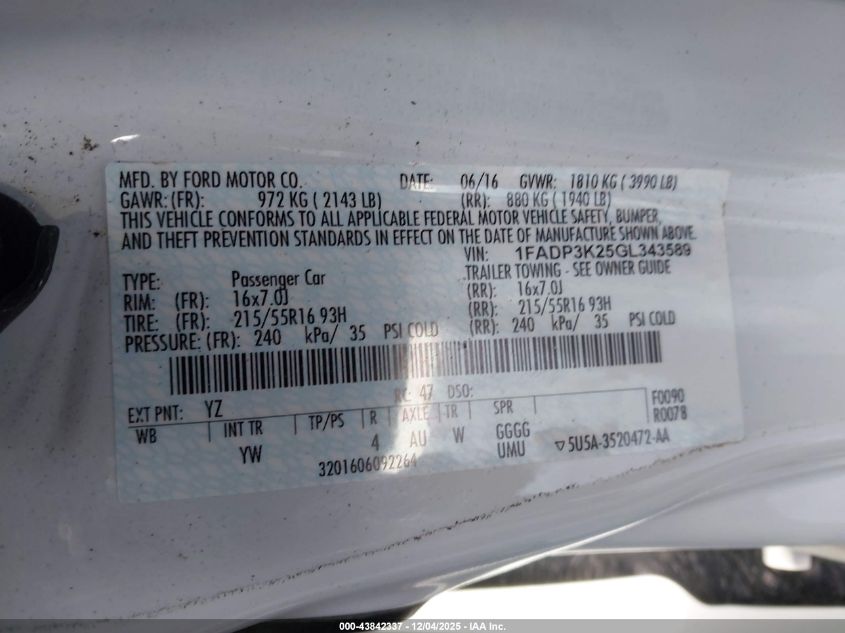 MFD. BY FORD MOTOR CO. DATE: 06/16 GVWR: 1810 KG ( 3990 LB)
GAWR:(FR): 972 KG ( 2143 LB) (RR): 880 KG ( 1940 LB)
THIS VEHICLE CONFORMS TO ALL APPLICABLE FEDERAL MOTOR VEHICLE SAFETY, BUMPER,
AND THEFT PREVENTION STANDARDS IN EFFECT ON THE DATE OF MANUFACTURE SHOWN ABOVE.
VIN: 1FADP3K25GL343589
TYPE: Passenger Car TRAILER TOWING - SEE OWNER GUIDE
RIM: (FR): 16x7.0J (RR): 16x7.0J
TIRE: (FR): 215/55R16 93H (RR): 215/55R16 93H
PRESSURE: (FR): 240 kPa/ 35 PSI COLD (RR): 240 kPa/ 35 PSI COLD
RC: 47 DSO:
EXT PNT: YZ F0090
WB INT TR TP/PS R AXLE TR SPR R0078
YW 4 AU W GGGG
UMU ▽5U5A-3520472-AA
3201606092264
000-43842337 - 12/04/2025 - IAA Inc.